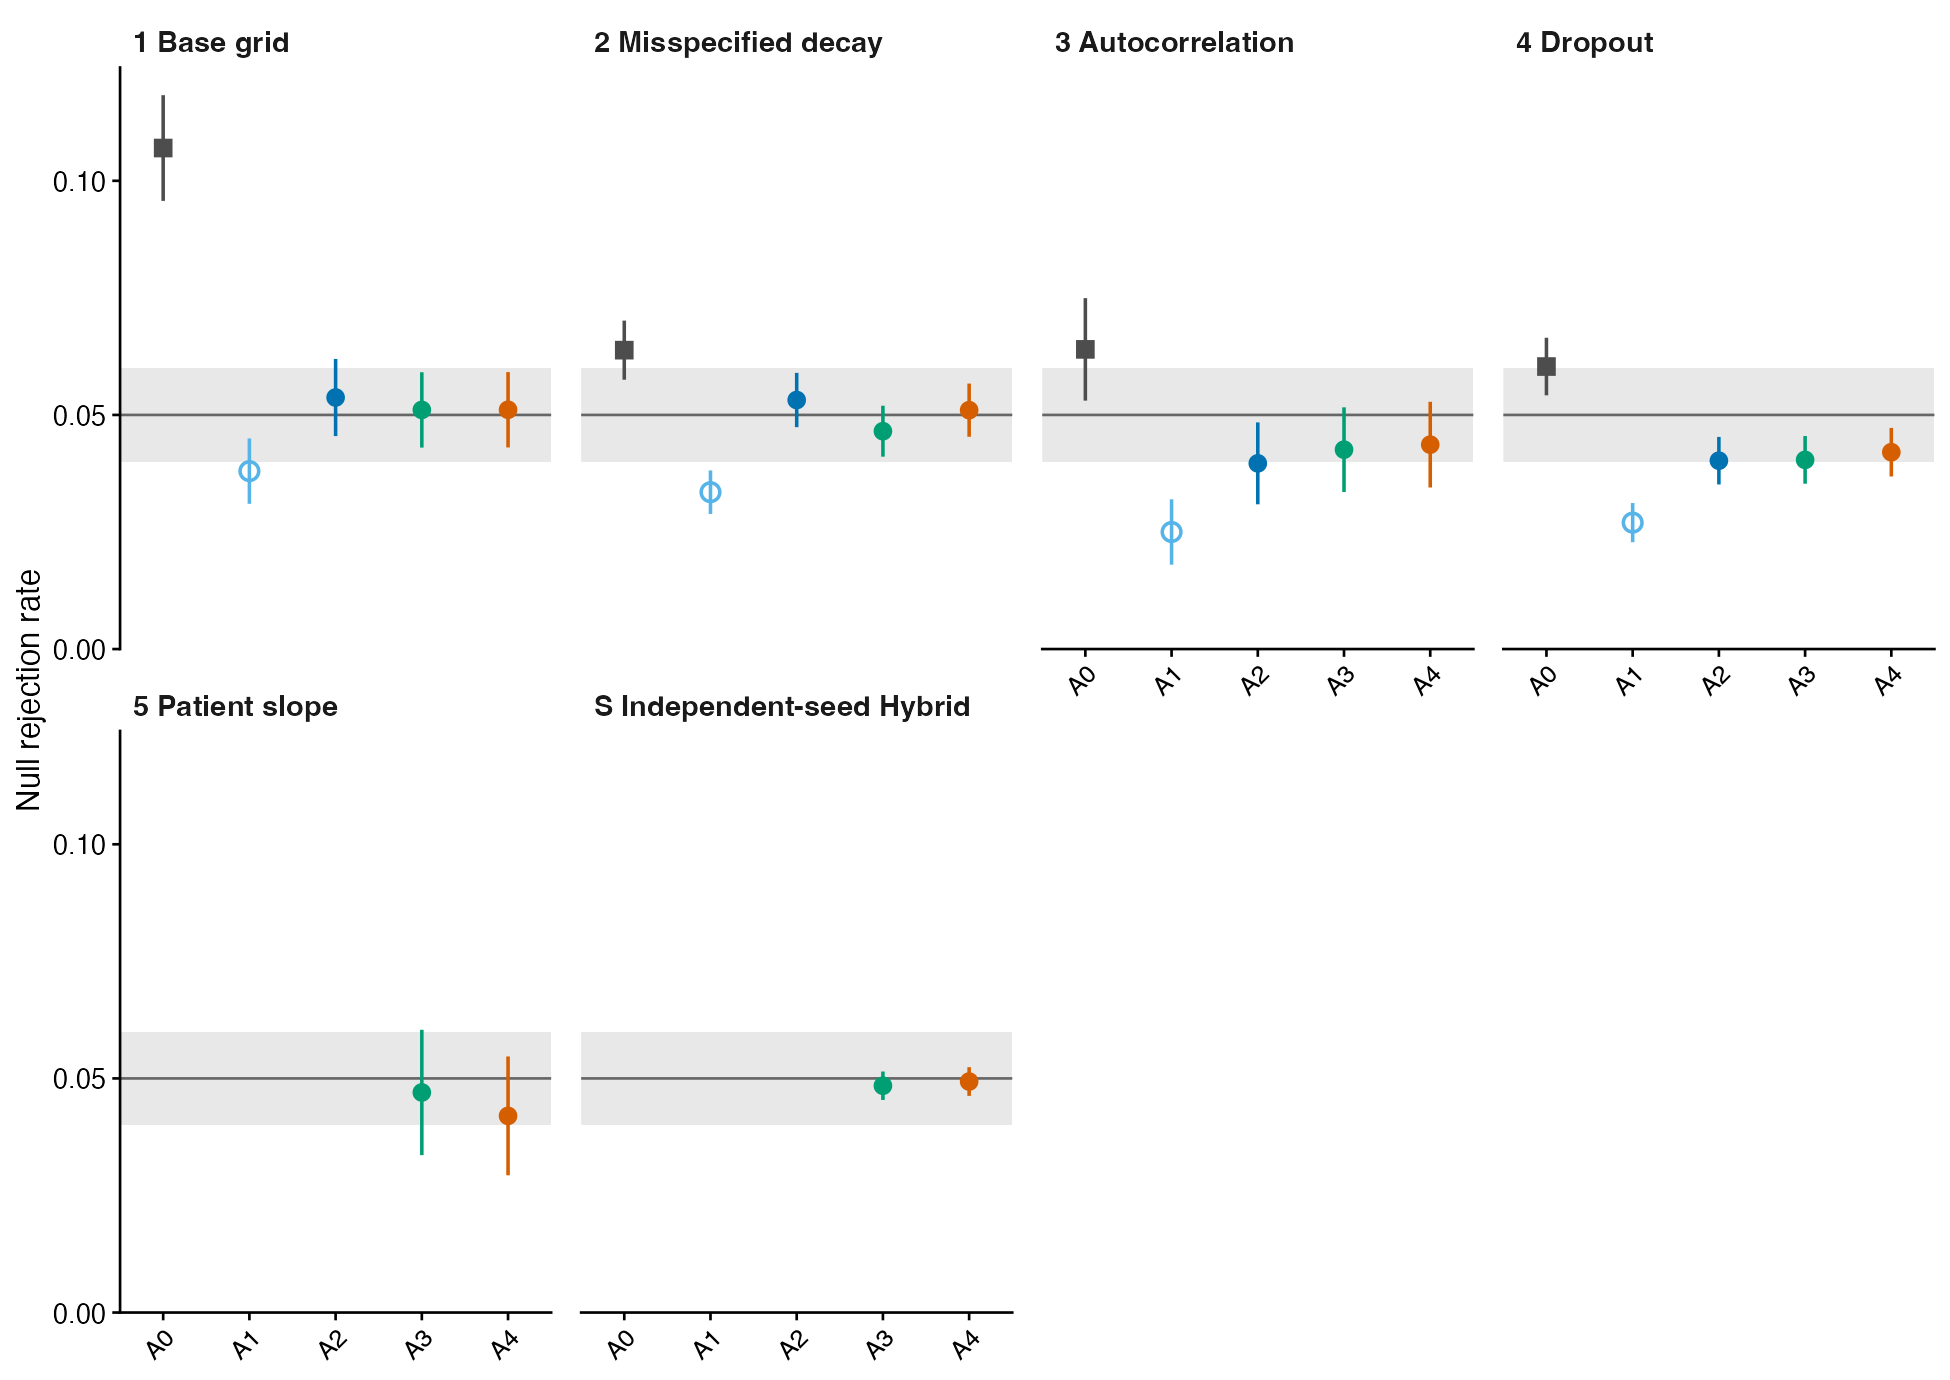 1 Base grid
2 Misspecified decay
3 Autocorrelation
4 Dropout
0.10
0.05
0.00
A0 A1 A2 A3 A4
A0 A1 A2 A3 A4
5 Patient slope
S Independent-seed Hybrid
Null rejection rate
0.10
0.05
0.00
A0 A1 A2 A3 A4
A0 A1 A2 A3 A4